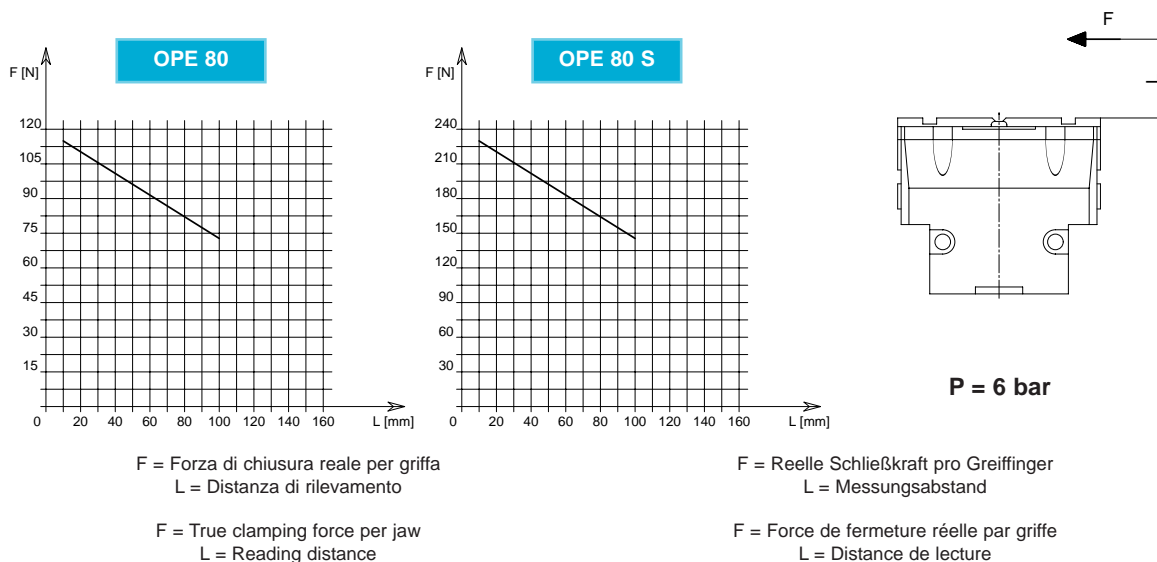 OPE 80
F [N]
120
105
90
75
60
45
30
15
0 20 40 60 80 100 120 140 160 L [mm]
OPE 80 S
F [N]
240
210
180
150
120
90
60
30
0 20 40 60 80 100 120 140 160 L [mm]
F
P = 6 bar
F = Forza di chiusura reale per griffa
L = Distanza di rilevamento
F = Reelle Schließkraft pro Greiffinger
L = Messungsabstand
F = True clamping force per jaw
L = Reading distance
F = Force de fermeture réelle par griffe
L = Distance de lecture